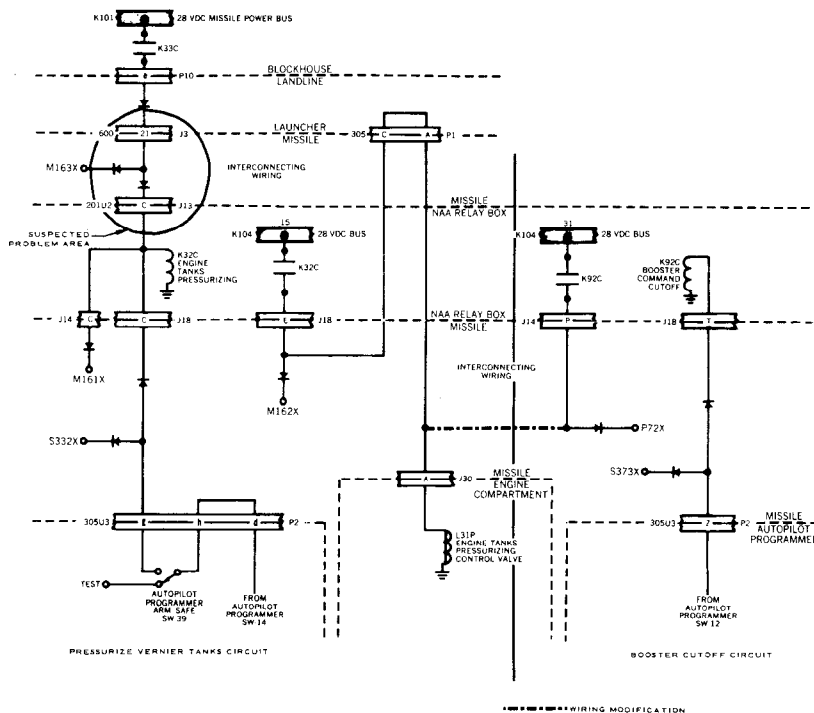 K101 28 VDC MISSILE POWER BUS
K33C
e P10
BLOCKHOUSE
LANDLINE
600 21 J3
LAUNCHER
MISSILE
305 C A P1
M163X
INTERCONNECTING
WIRING
201U2 C J13
MISSILE
NAA RELAY BOX
SUSPECTED
PROBLEM AREA
K32C
ENGINE
TANKS
PRESSURIZING
15
K104 28 VDC BUS
K32C
31
K104 28 VDC BUS
K92C
K92C
BOOSTER
COMMAND
CUTOFF
J14 G C J18
E J18
NAA RELAY BOX
MISSILE
J14 P
J18 T
M161X
M162X
INTERCONNECTING
WIRING
S332X
P72X
S373X
A J30
MISSILE
ENGINE
COMPARTMENT
305U3 g h d P2
305U3 Z P2
MISSILE
AUTOPILOT
PROGRAMMER
L31P
ENGINE TANKS
PRESSURIZING
CONTROL VALVE
TEST
AUTOPILOT
PROGRAMMER
ARM SAFE
SW 39
FROM
AUTOPILOT
PROGRAMMER
SW 14
FROM
AUTOPILOT
PROGRAMMER
SW 12
PRESSURIZE VERNIER TANKS CIRCUIT
BOOSTER CUTOFF CIRCUIT
WIRING MODIFICATION